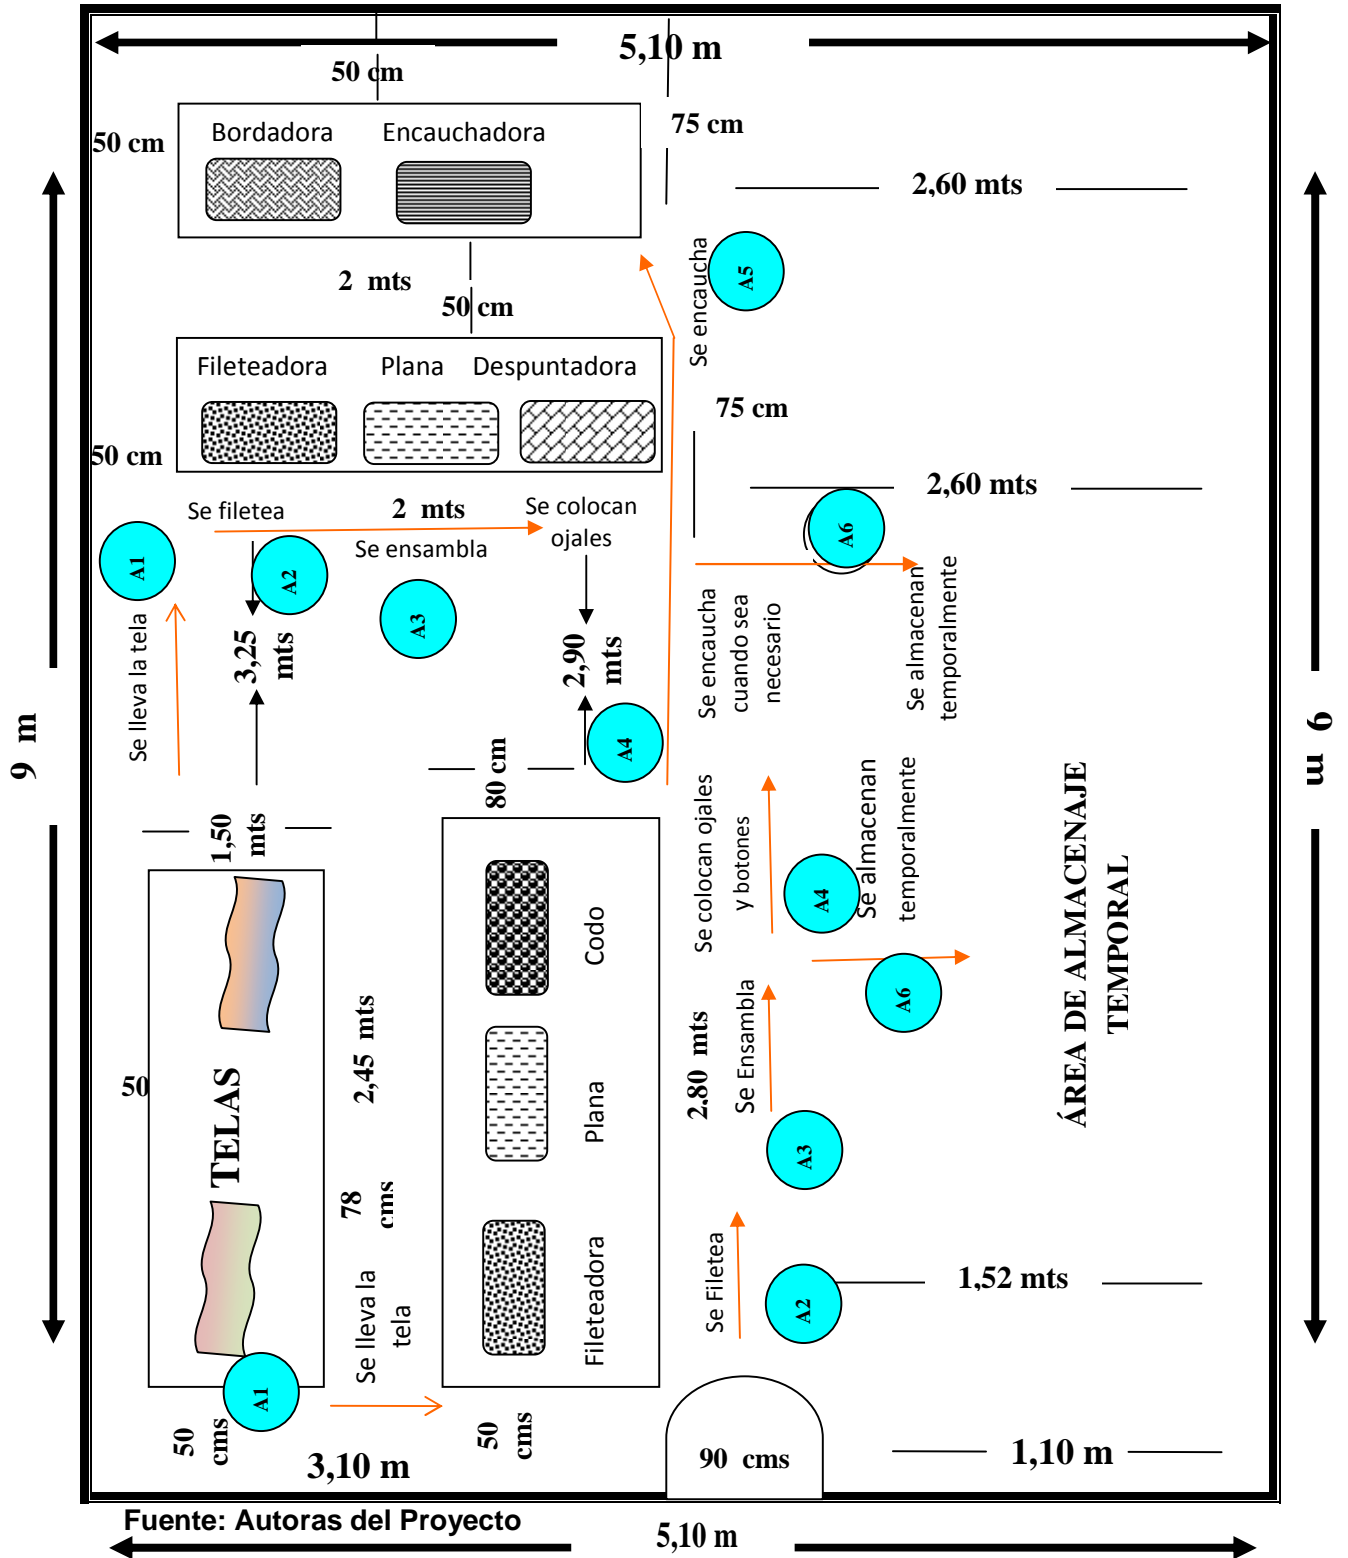 5,10 m
50 cm
75 cm
50 cm
Bordadora
Encauchadora
2,60 mts
Se encaucha
A5
2 mts
50 cm
Fileteadora
Plana
Despuntadora
75 cm
50 cm
2,60 mts
Se filetea
2 mts
Se colocan
ojales
Se ensambla
A1
A2
A3
A6
Se lleva la tela
3,25
mts
2,90
mts
Se encaucha
cuando sea
necesario
Se almacenan
temporalmente
9 m
9 m
A4
80 cm
1,50
mts
Se colocan ojales
y botones
A4
Se almacenan
temporalmente
ÁREA DE ALMACENAJE
TEMPORAL
Codo
A6
50
TELAS
2,45 mts
Plana
2,80 mts
Se Ensambla
A3
78
cms
Se lleva la
tela
Fileteadora
Se Filetea
A2
1,52 mts
A1
50
cms
50
cms
3,10 m
90 cms
1,10 m
Fuente: Autoras del Proyecto
5,10 m